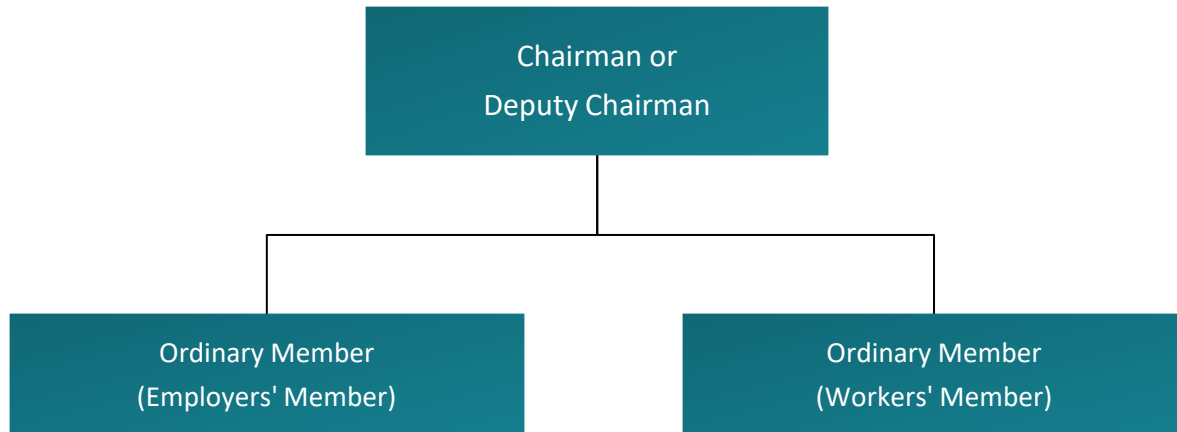 Chairman or
Deputy Chairman
Ordinary Member
(Employers' Member)
Ordinary Member
(Workers' Member)